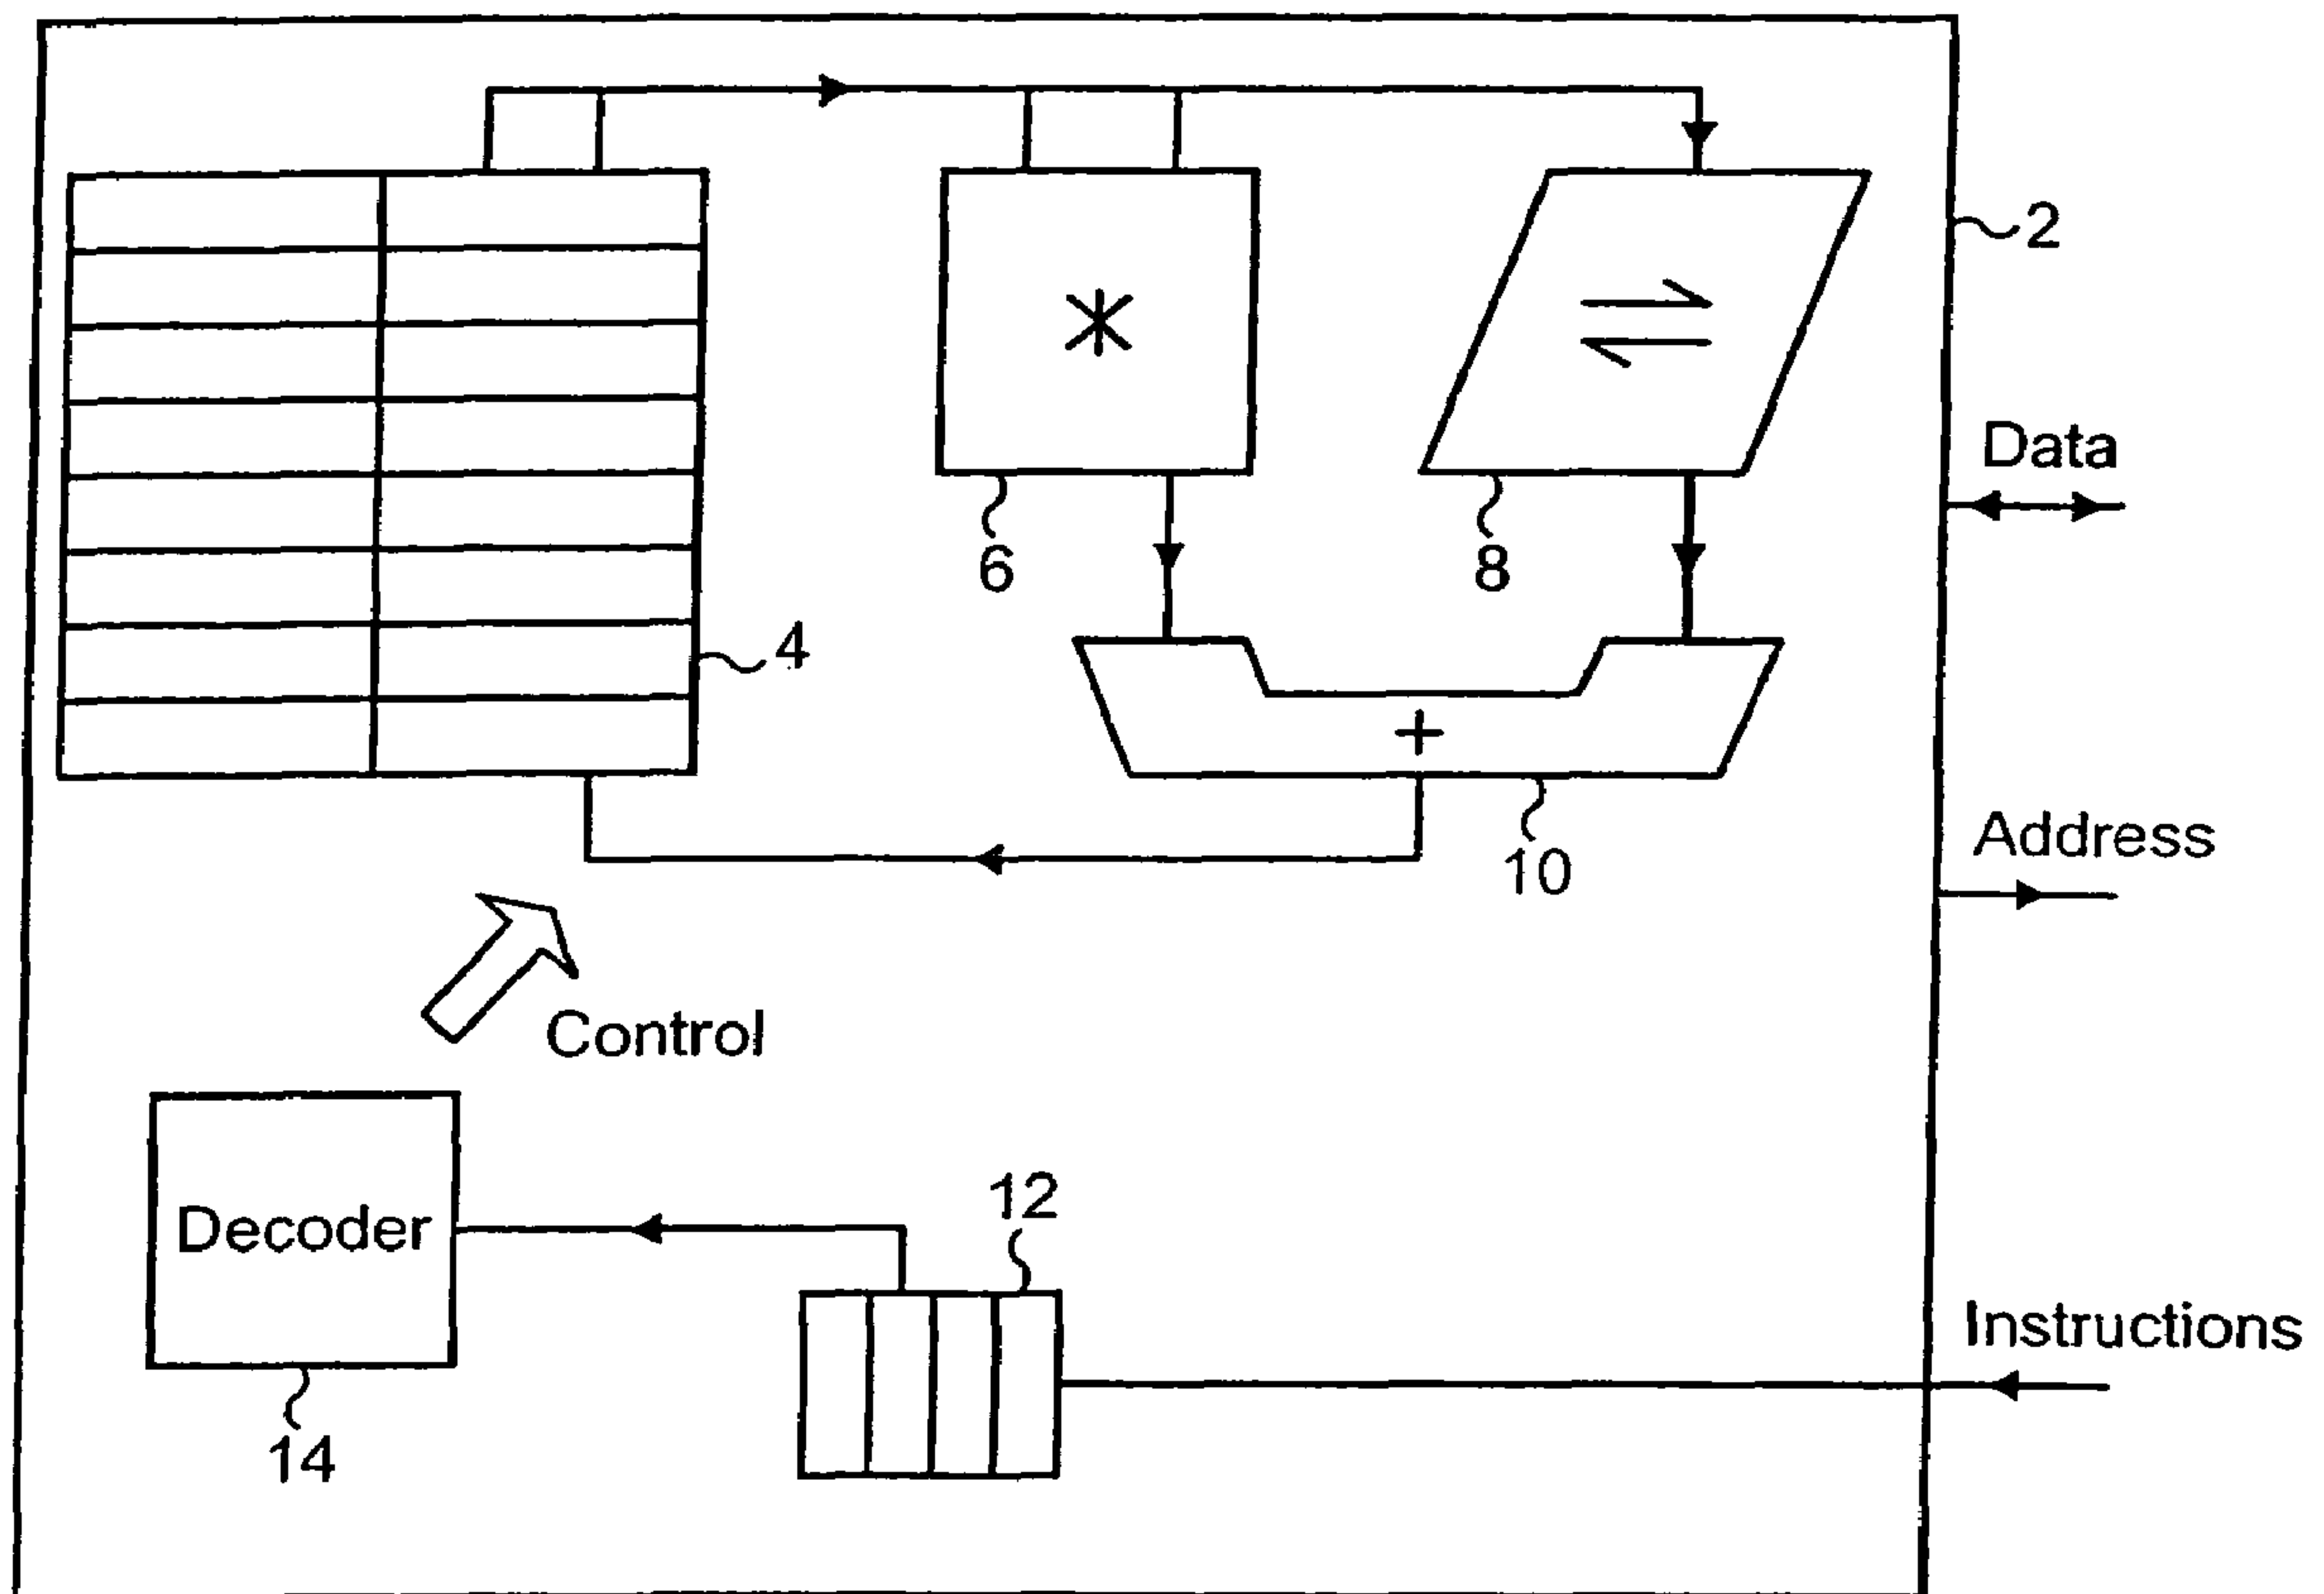 2
*
Data
6
8
4
+
Address
10
Control
12
Decoder
Instructions
14